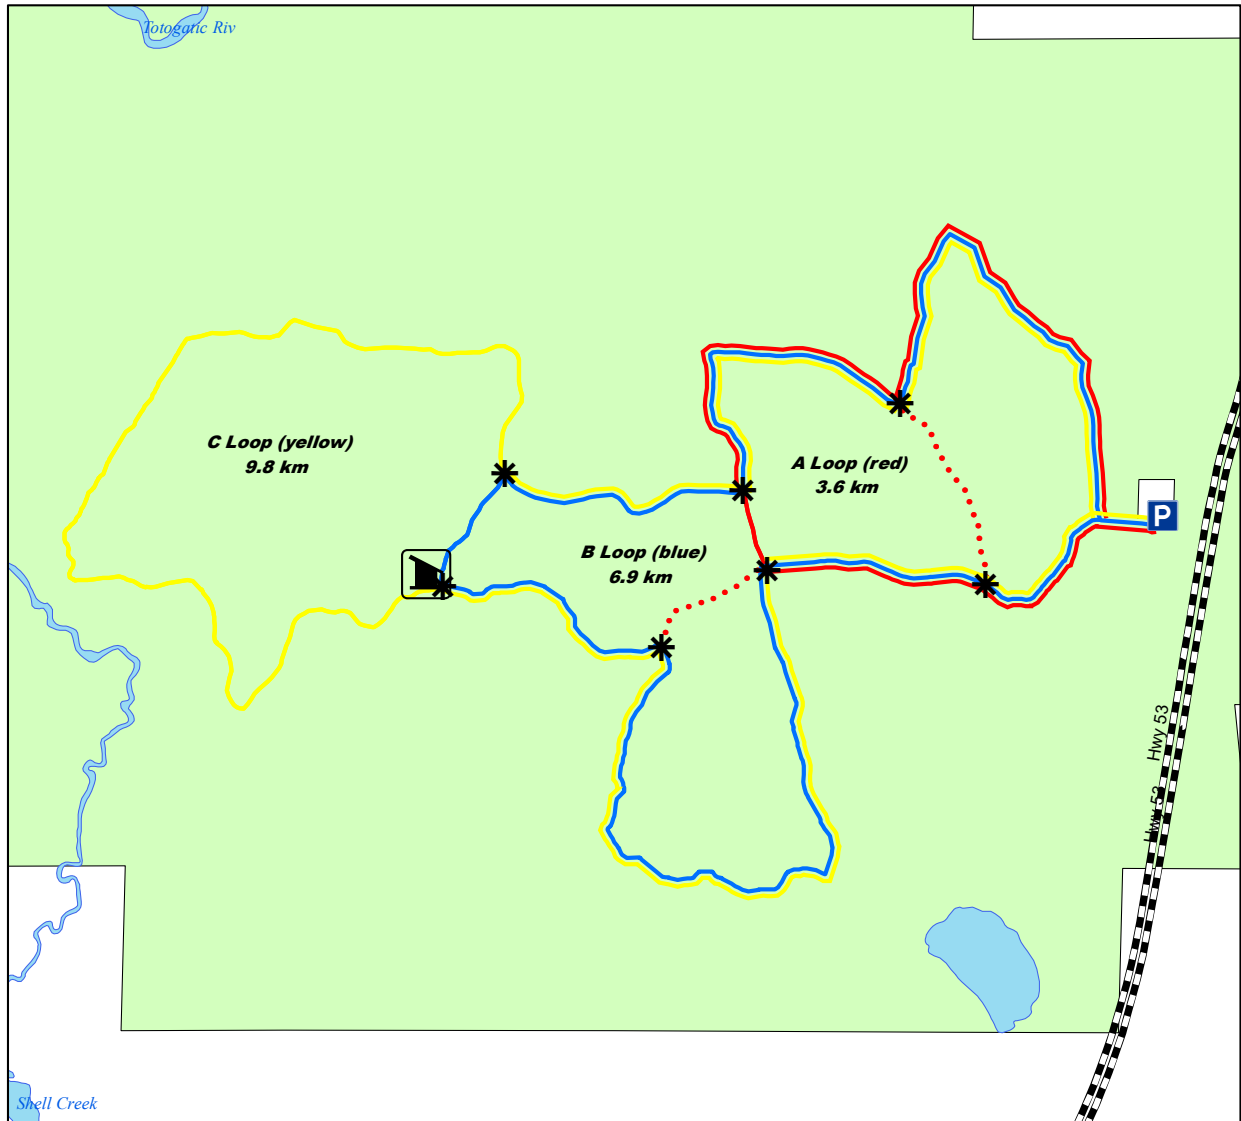 Totogatic Riv
C Loop (yellow)
9.8 km
A Loop (red)
3.6 km
P
B Loop (blue)
6.9 km
Hwy 53
Hwy 53
Shell Creek